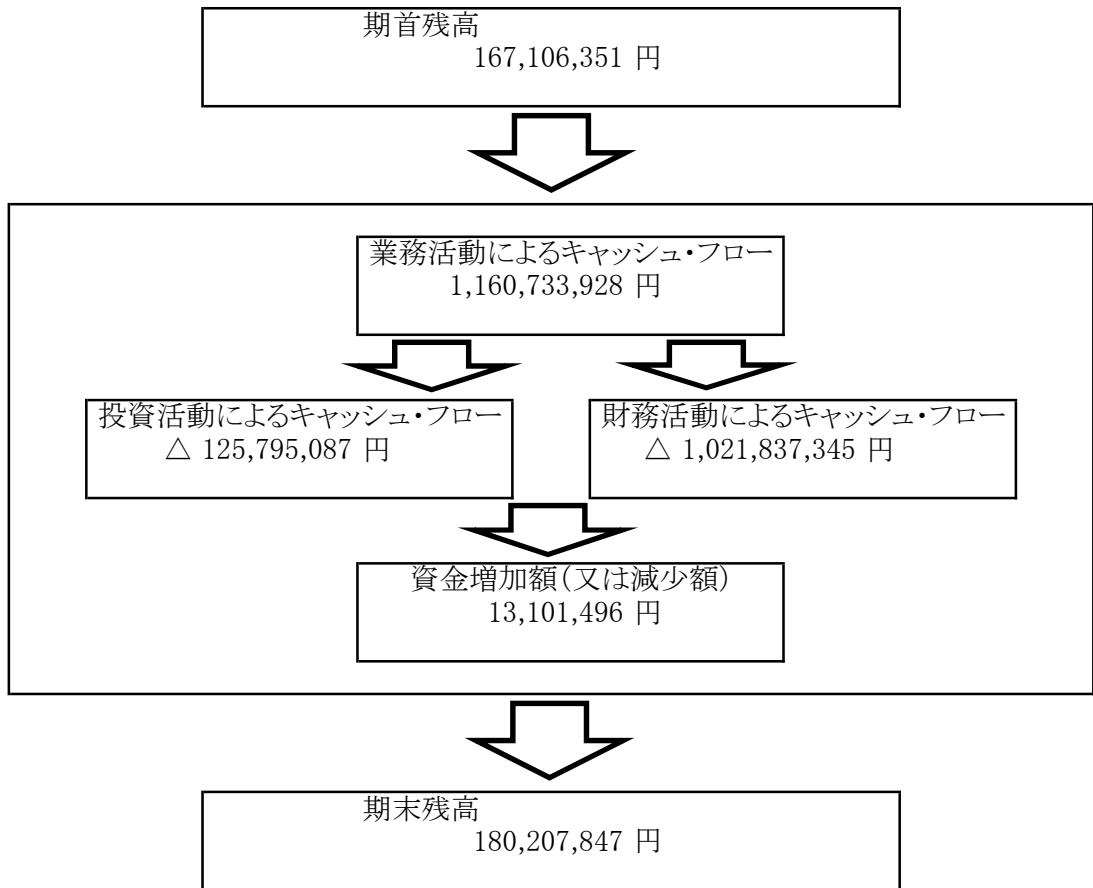 期首残高
167,106,351 円
業務活動によるキャッシュ・フロー
1,160,733,928 円
投資活動によるキャッシュ・フロー
△ 125,795,087 円
財務活動によるキャッシュ・フロー
△ 1,021,837,345 円
資金増加額(又は減少額)
13,101,496 円
期末残高
180,207,847 円